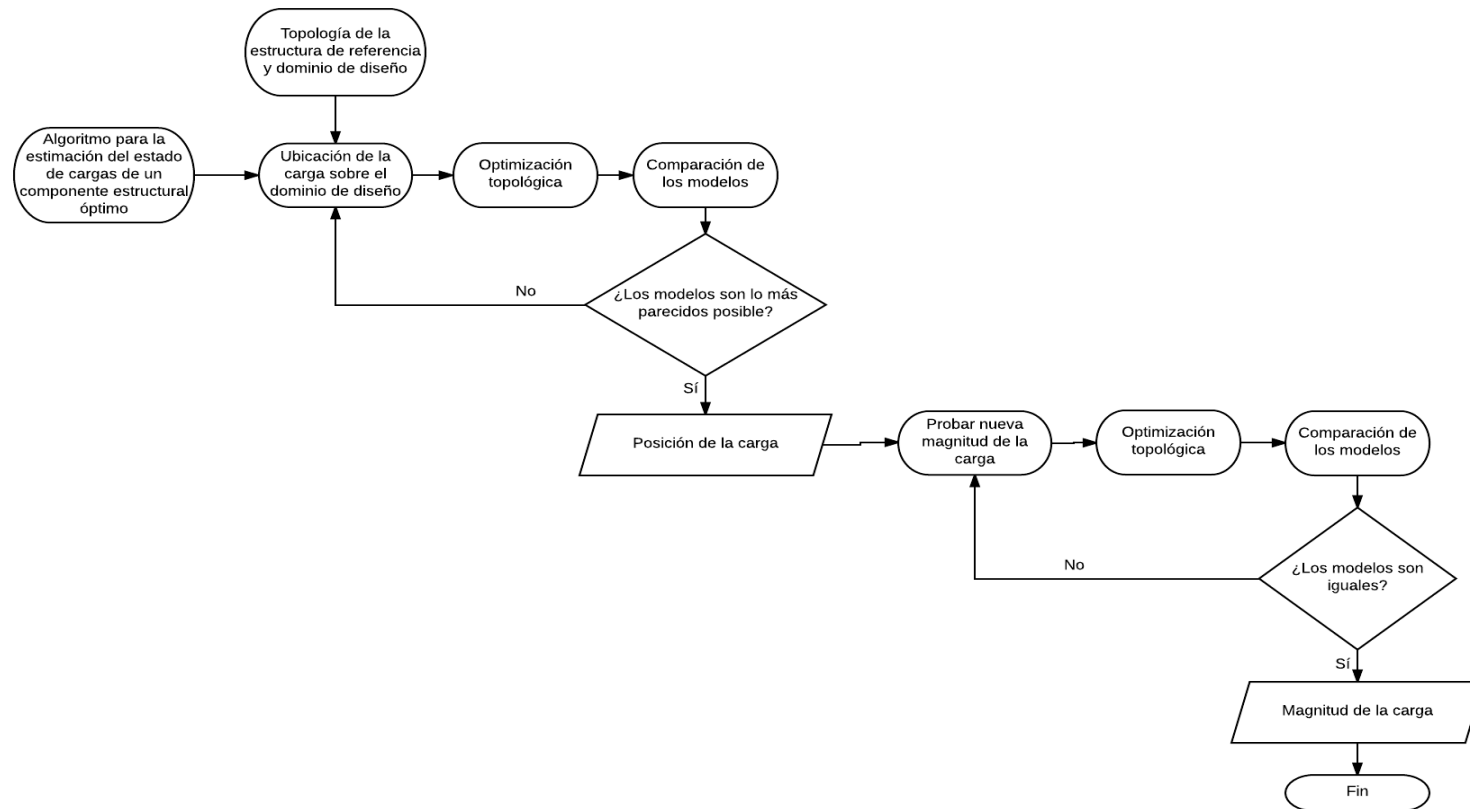 Topología de la
estructura de referencia
y dominio de diseño
Algoritmo para la
estimación del estado
de cargas de un
componente estructural
óptimo
Ubicación de la
carga sobre el
dominio de diseño
Optimización
topológica
Comparación de
los modelos
¿Los modelos son lo más
parecidos posible?
No
Sí
Posición de la carga
Probar nueva
magnitud de la
carga
Optimización
topológica
Comparación de
los modelos
¿Los modelos son
iguales?
No
Sí
Magnitud de la carga
Fin